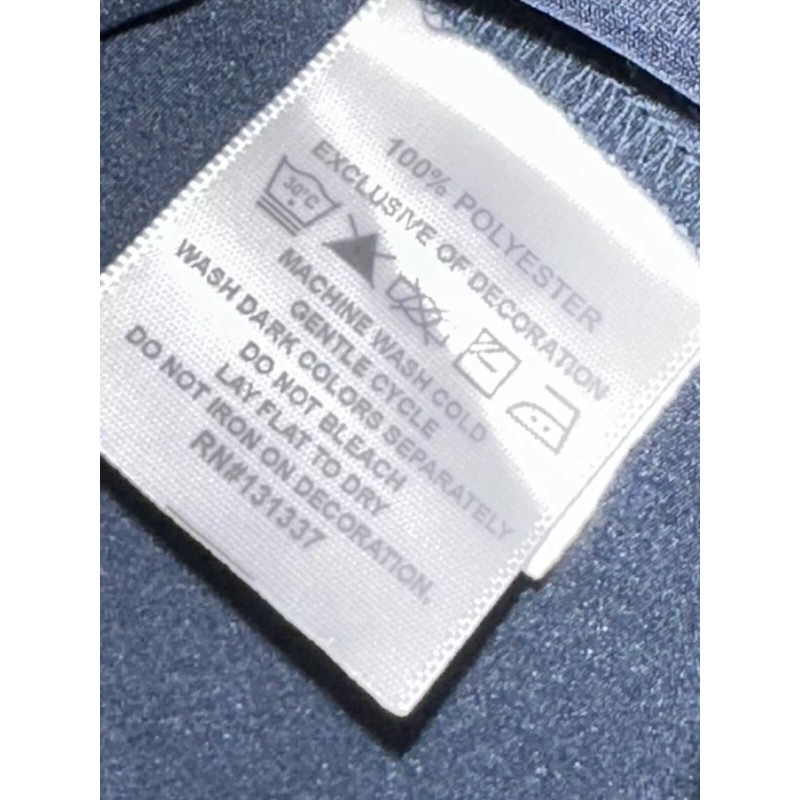 100% POLYESTER
EXCLUSIVE OF DECORATION
30°C
MACHINE WASH COLD
GENTLE CYCLE
WASH DARK COLORS SEPARATELY
DO NOT BLEACH
LAY FLAT TO DRY
DO NOT IRON ON DECORATION.
RN#131337